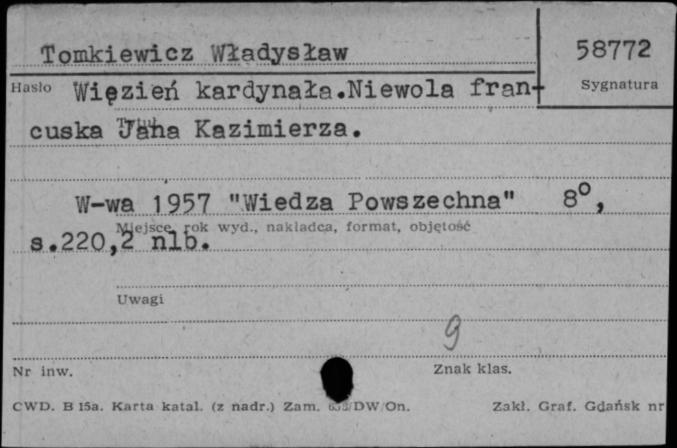 Tomkiewicz Władysław
58772
Hasło Więzień kardynała.Niewola fran-
Sygnatura
cuska Jana Kazimierza.
Tytuł
W-wa 1957 "Wiedza Powszechna" 8°,
Miejsce, rok wyd., nakładca, format, objętość
s.220,2 nlb.
Uwagi
9
Nr inw.
Znak klas.
CWD. B 15a. Karta katal. (z nadr.) Zam. DW/On.
Zakł. Graf. Gdańsk nr